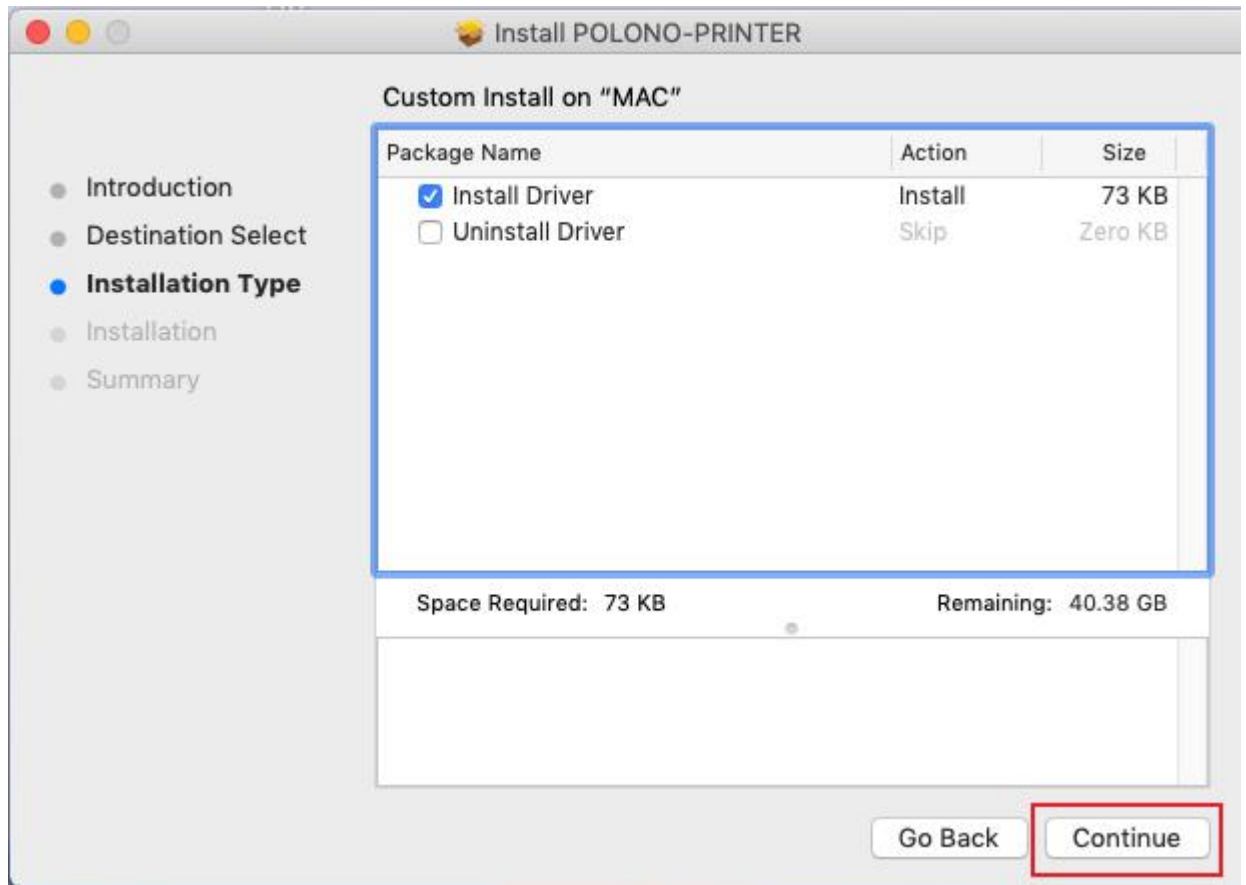 Install POLONO-PRINTER
Custom Install on “MAC”
Introduction
Destination Select
Installation Type
Installation
Summary
Package Name Action Size
Install Driver Install 73 KB
Uninstall Driver Skip Zero KB
Space Required: 73 KB Remaining: 40.38 GB
Go Back Continue